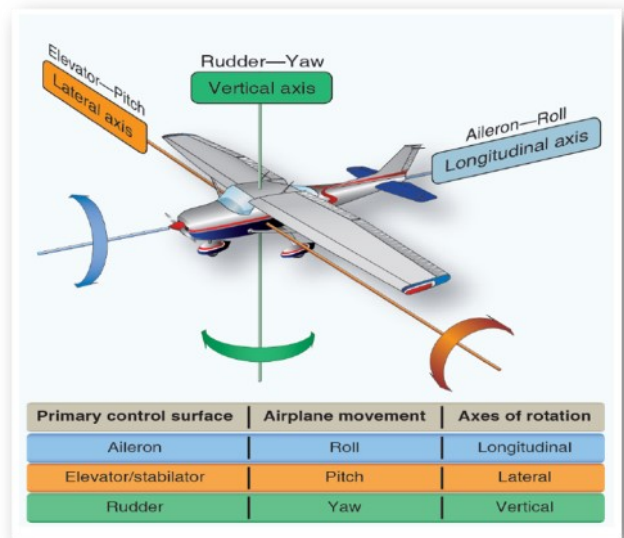 Rudder—Yaw
Vertical axis
Elevator—Pitch
Lateral axis
Aileron—Roll
Longitudinal axis
Primary control surface | Airplane movement | Axes of rotation
Aileron | Roll | Longitudinal
Elevator/stabilator | Pitch | Lateral
Rudder | Yaw | Vertical